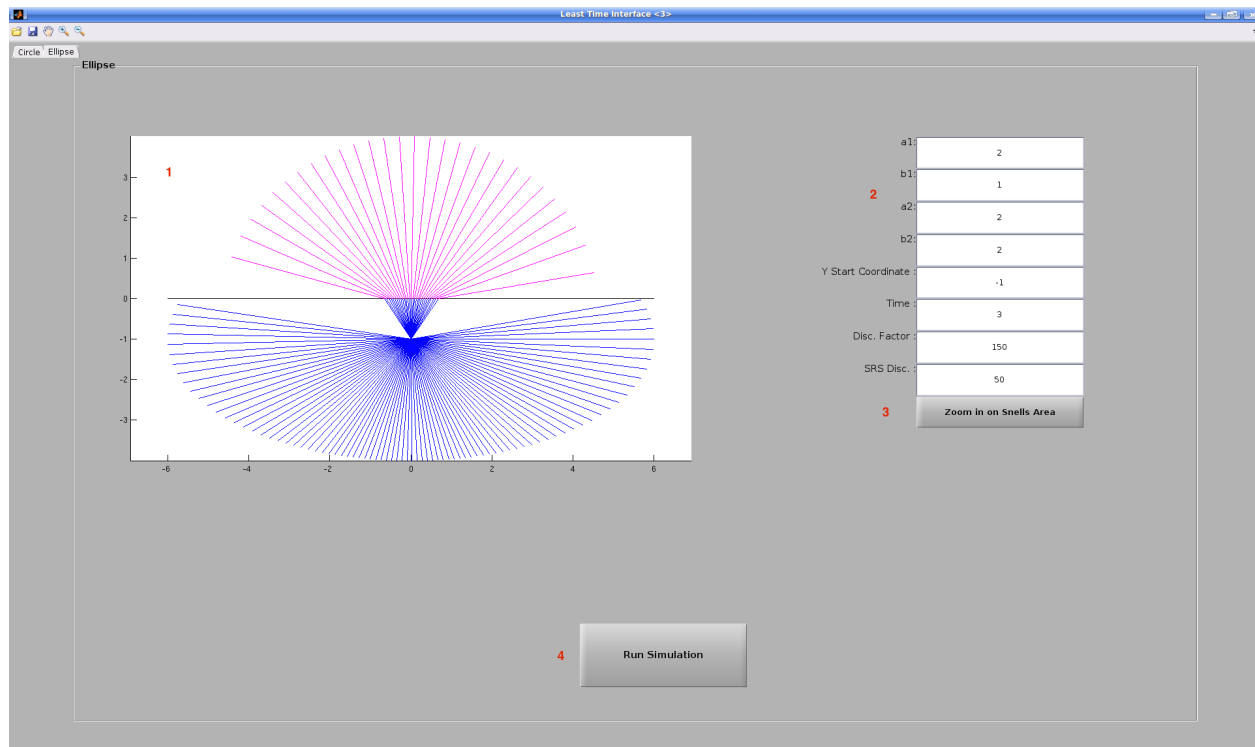 Least Time Interface <3>
Circle Ellipse
Ellipse
1
3
2
1
0
-1
-2
-3
-6 -4 -2 0 2 4 6
a1: 2
b1: 1
2
a2: 2
b2: 2
Y Start Coordinate : -1
Time : 3
Disc. Factor : 150
SRS Disc. : 50
3 Zoom in on Snells Area
4 Run Simulation